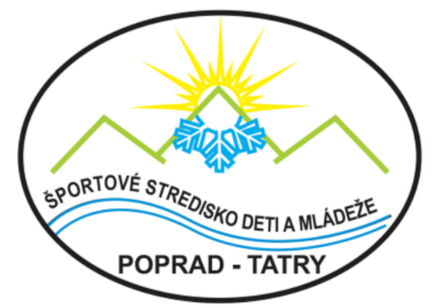 ŠPORTOVÉ STREDISKO DETI A MLÁDEŽE
POPRAD - TATRY